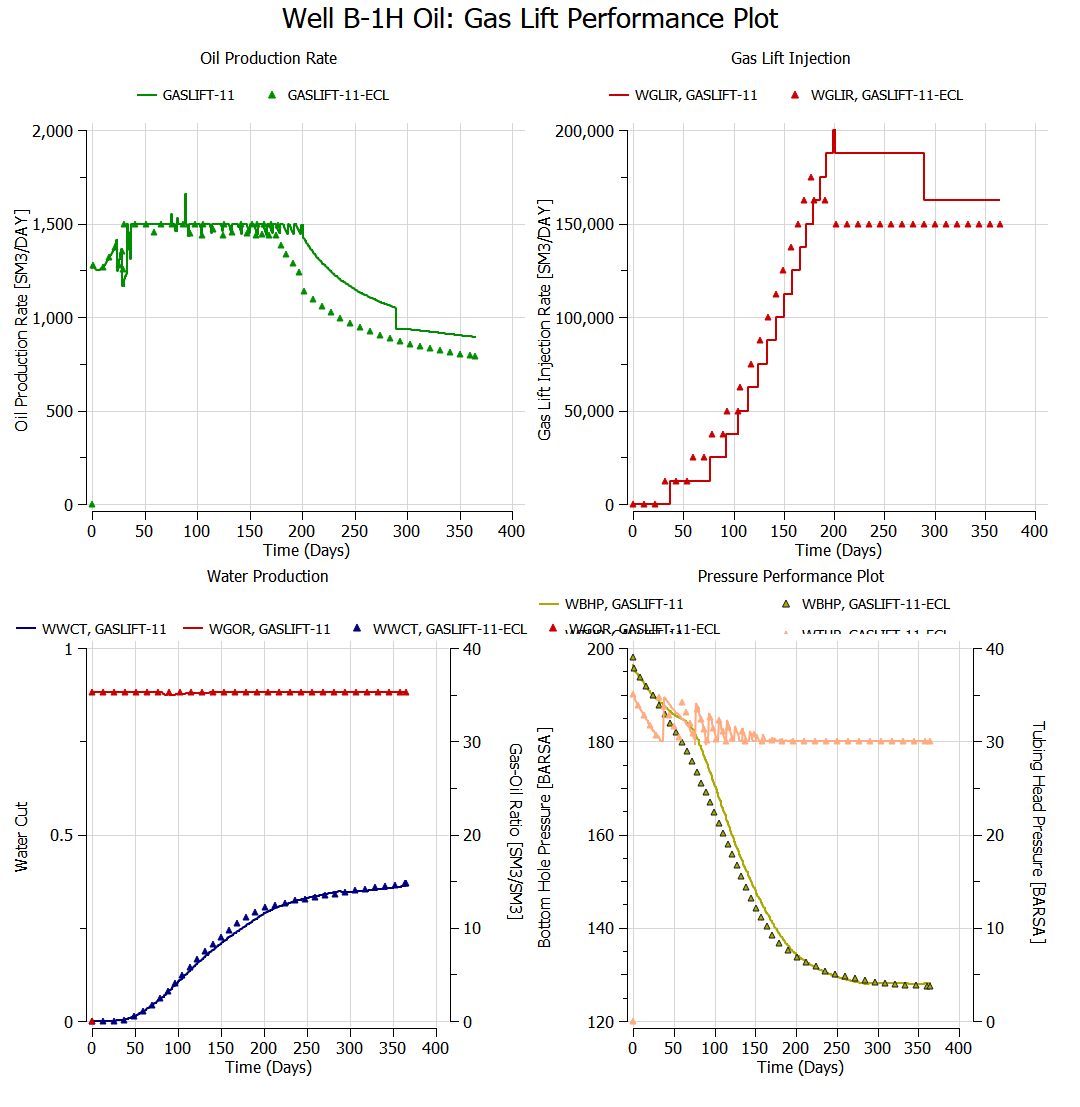 Well B-1H Oil: Gas Lift Performance Plot
Oil Production Rate
GASLIFT-11 GASLIFT-11-ECL
2,000
1,500
1,000
500
0
Oil Production Rate [SM3/DAY]
0 50 100 150 200 250 300 350 400
Time (Days)
Gas Lift Injection
WGLIR, GASLIFT-11 WGLIR, GASLIFT-11-ECL
200,000
150,000
100,000
50,000
0
Gas Lift Injection Rate [SM3/DAY]
0 50 100 150 200 250 300 350 400
Time (Days)
Water Production
WWCT, GASLIFT-11 WGOR, GASLIFT-11 WWCT, GASLIFT-11-ECL WGOR, GASLIFT-11-ECL
1
0.5
0
Water Cut
40
30
20
10
0
Gas-Oil Ratio [SM3/SM3]
0 50 100 150 200 250 300 350 400
Time (Days)
Pressure Performance Plot
WBHP, GASLIFT-11 WBHP, GASLIFT-11-ECL
200
180
160
140
120
Bottom Hole Pressure [BARSA]
40
30
20
10
0
Tubing Head Pressure [BARSA]
0 50 100 150 200 250 300 350 400
Time (Days)